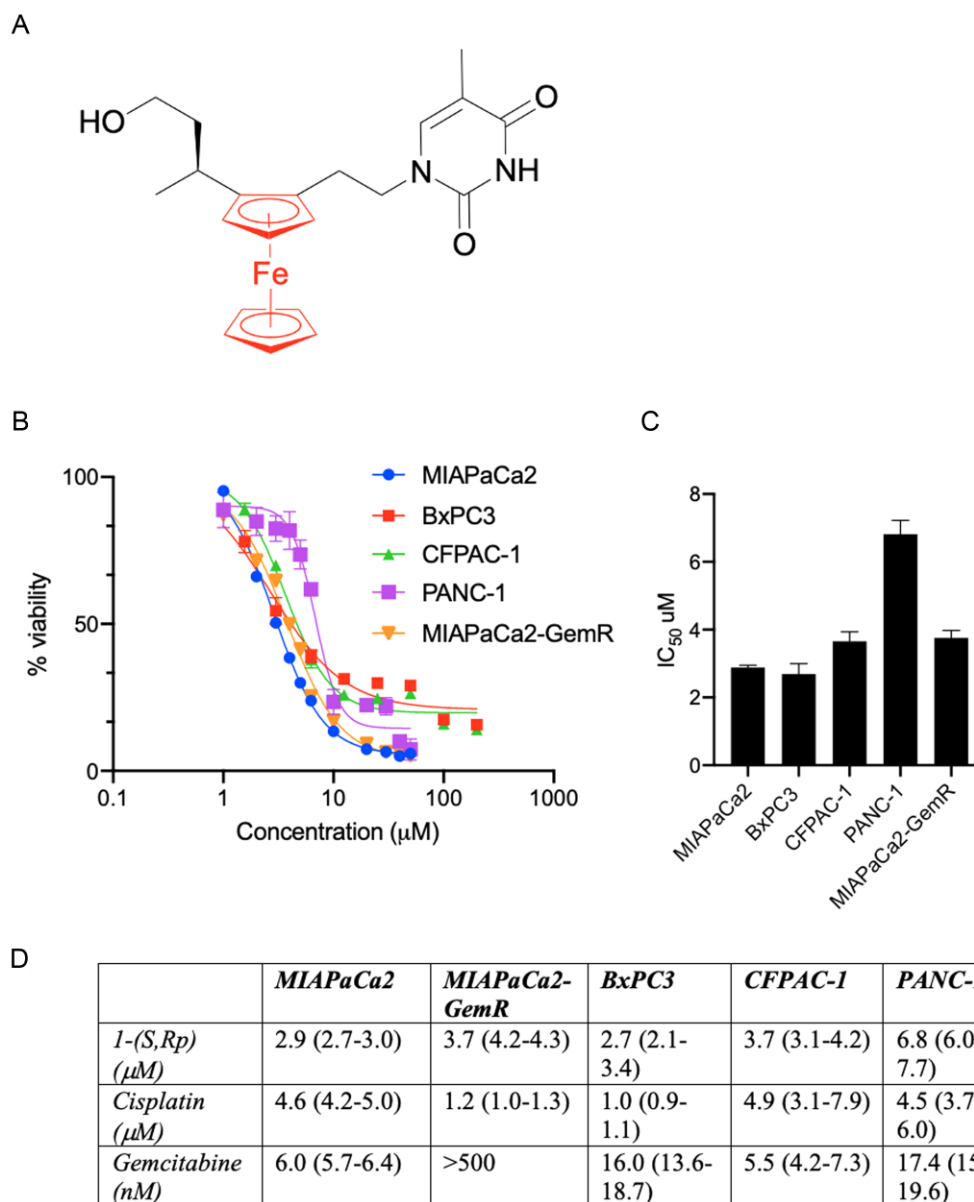 A
HO
N
O
NH
O
Fe
B
C
100
50
0
% viability
0.1
1
10
100
1000
Concentration (μM)
MIAPaCa2
BxPC3
CFPAC-1
PANC-1
MIAPaCa2-GemR
8
6
4
2
0
IC50 uM
MIAPaCa2
BxPC3
CFPAC-1
PANC-1
MIAPaCa2-GemR
D
MIAPaCa2 MIAPaCa2- BxPC3 CFPAC-1 PANC-
GemR
1-(S,Rp) 2.9 (2.7-3.0) 3.7 (4.2-4.3) 2.7 (2.1- 3.7 (3.1-4.2) 6.8 (6.0
(μM) 3.4) 7.7)
Cisplatin 4.6 (4.2-5.0) 1.2 (1.0-1.3) 1.0 (0.9- 4.9 (3.1-7.9) 4.5 (3.7
(μM) 1.1) 6.0)
Gemcitabine 6.0 (5.7-6.4) >500 16.0 (13.6- 5.5 (4.2-7.3) 17.4 (15
(nM) 18.7) 19.6)